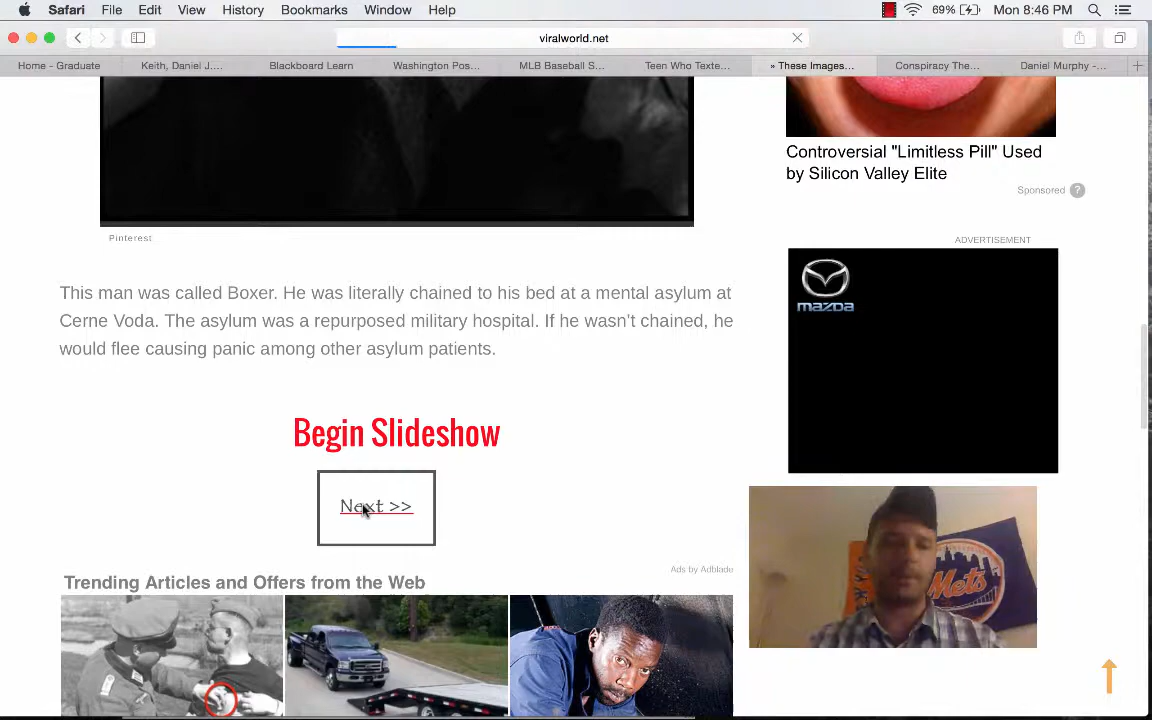 Safari File Edit View History Bookmarks Window Help 69% Mon 8:46 PM
viralworld.net
Home - Graduate Keith, Daniel J.... Blackboard Learn Washington Pos... MLB Baseball S... Teen Who Texte... » These Images... Conspiracy The... Daniel Murphy -...
Controversial "Limitless Pill" Used
by Silicon Valley Elite
Sponsored ?
Pinterest
ADVERTISEMENT
mazDa
This man was called Boxer. He was literally chained to his bed at a mental asylum at
Cerne Voda. The asylum was a repurposed military hospital. If he wasn't chained, he
would flee causing panic among other asylum patients.
Begin Slideshow
Next >>
Mets
Ads by Adblade
Trending Articles and Offers from the Web